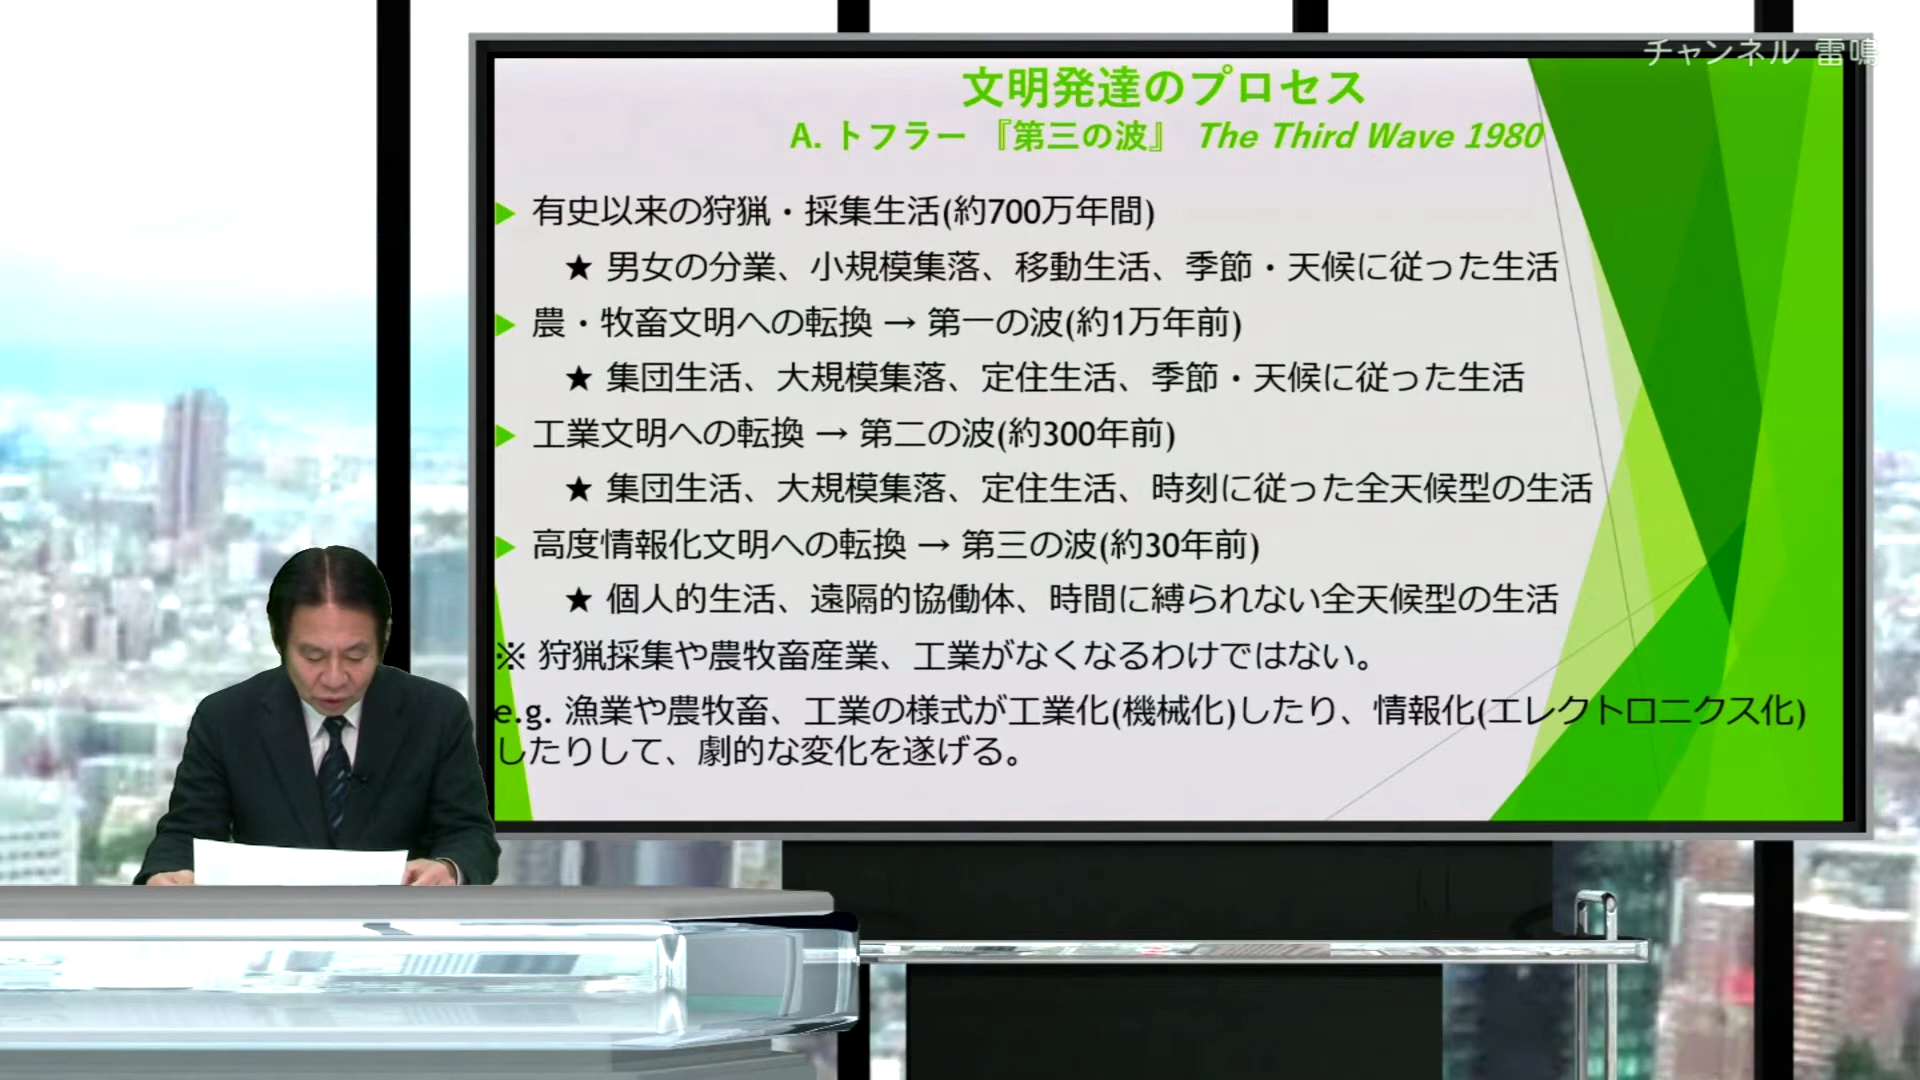 チャンネル 雷鳴
文明発達のプロセス
A. トフラー 『第三の波』 The Third Wave 1980
有史以来の狩猟・採集生活(約700万年間)
★ 男女の分業、小規模集落、移動生活、季節・天候に従った生活
農・牧畜文明への転換 → 第一の波(約1万年前)
★ 集団生活、大規模集落、定住生活、季節・天候に従った生活
工業文明への転換 → 第二の波(約300年前)
★ 集団生活、大規模集落、定住生活、時刻に従った全天候型の生活
高度情報化文明への転換 → 第三の波(約30年前)
★ 個人的生活、遠隔的協働体、時間に縛られない全天候型の生活
※ 狩猟採集や農牧畜産業、工業がなくなるわけではない。
e.g. 漁業や農牧畜、工業の様式が工業化(機械化)したり、情報化(エレクトロニクス化)
したりして、劇的な変化を遂げる。